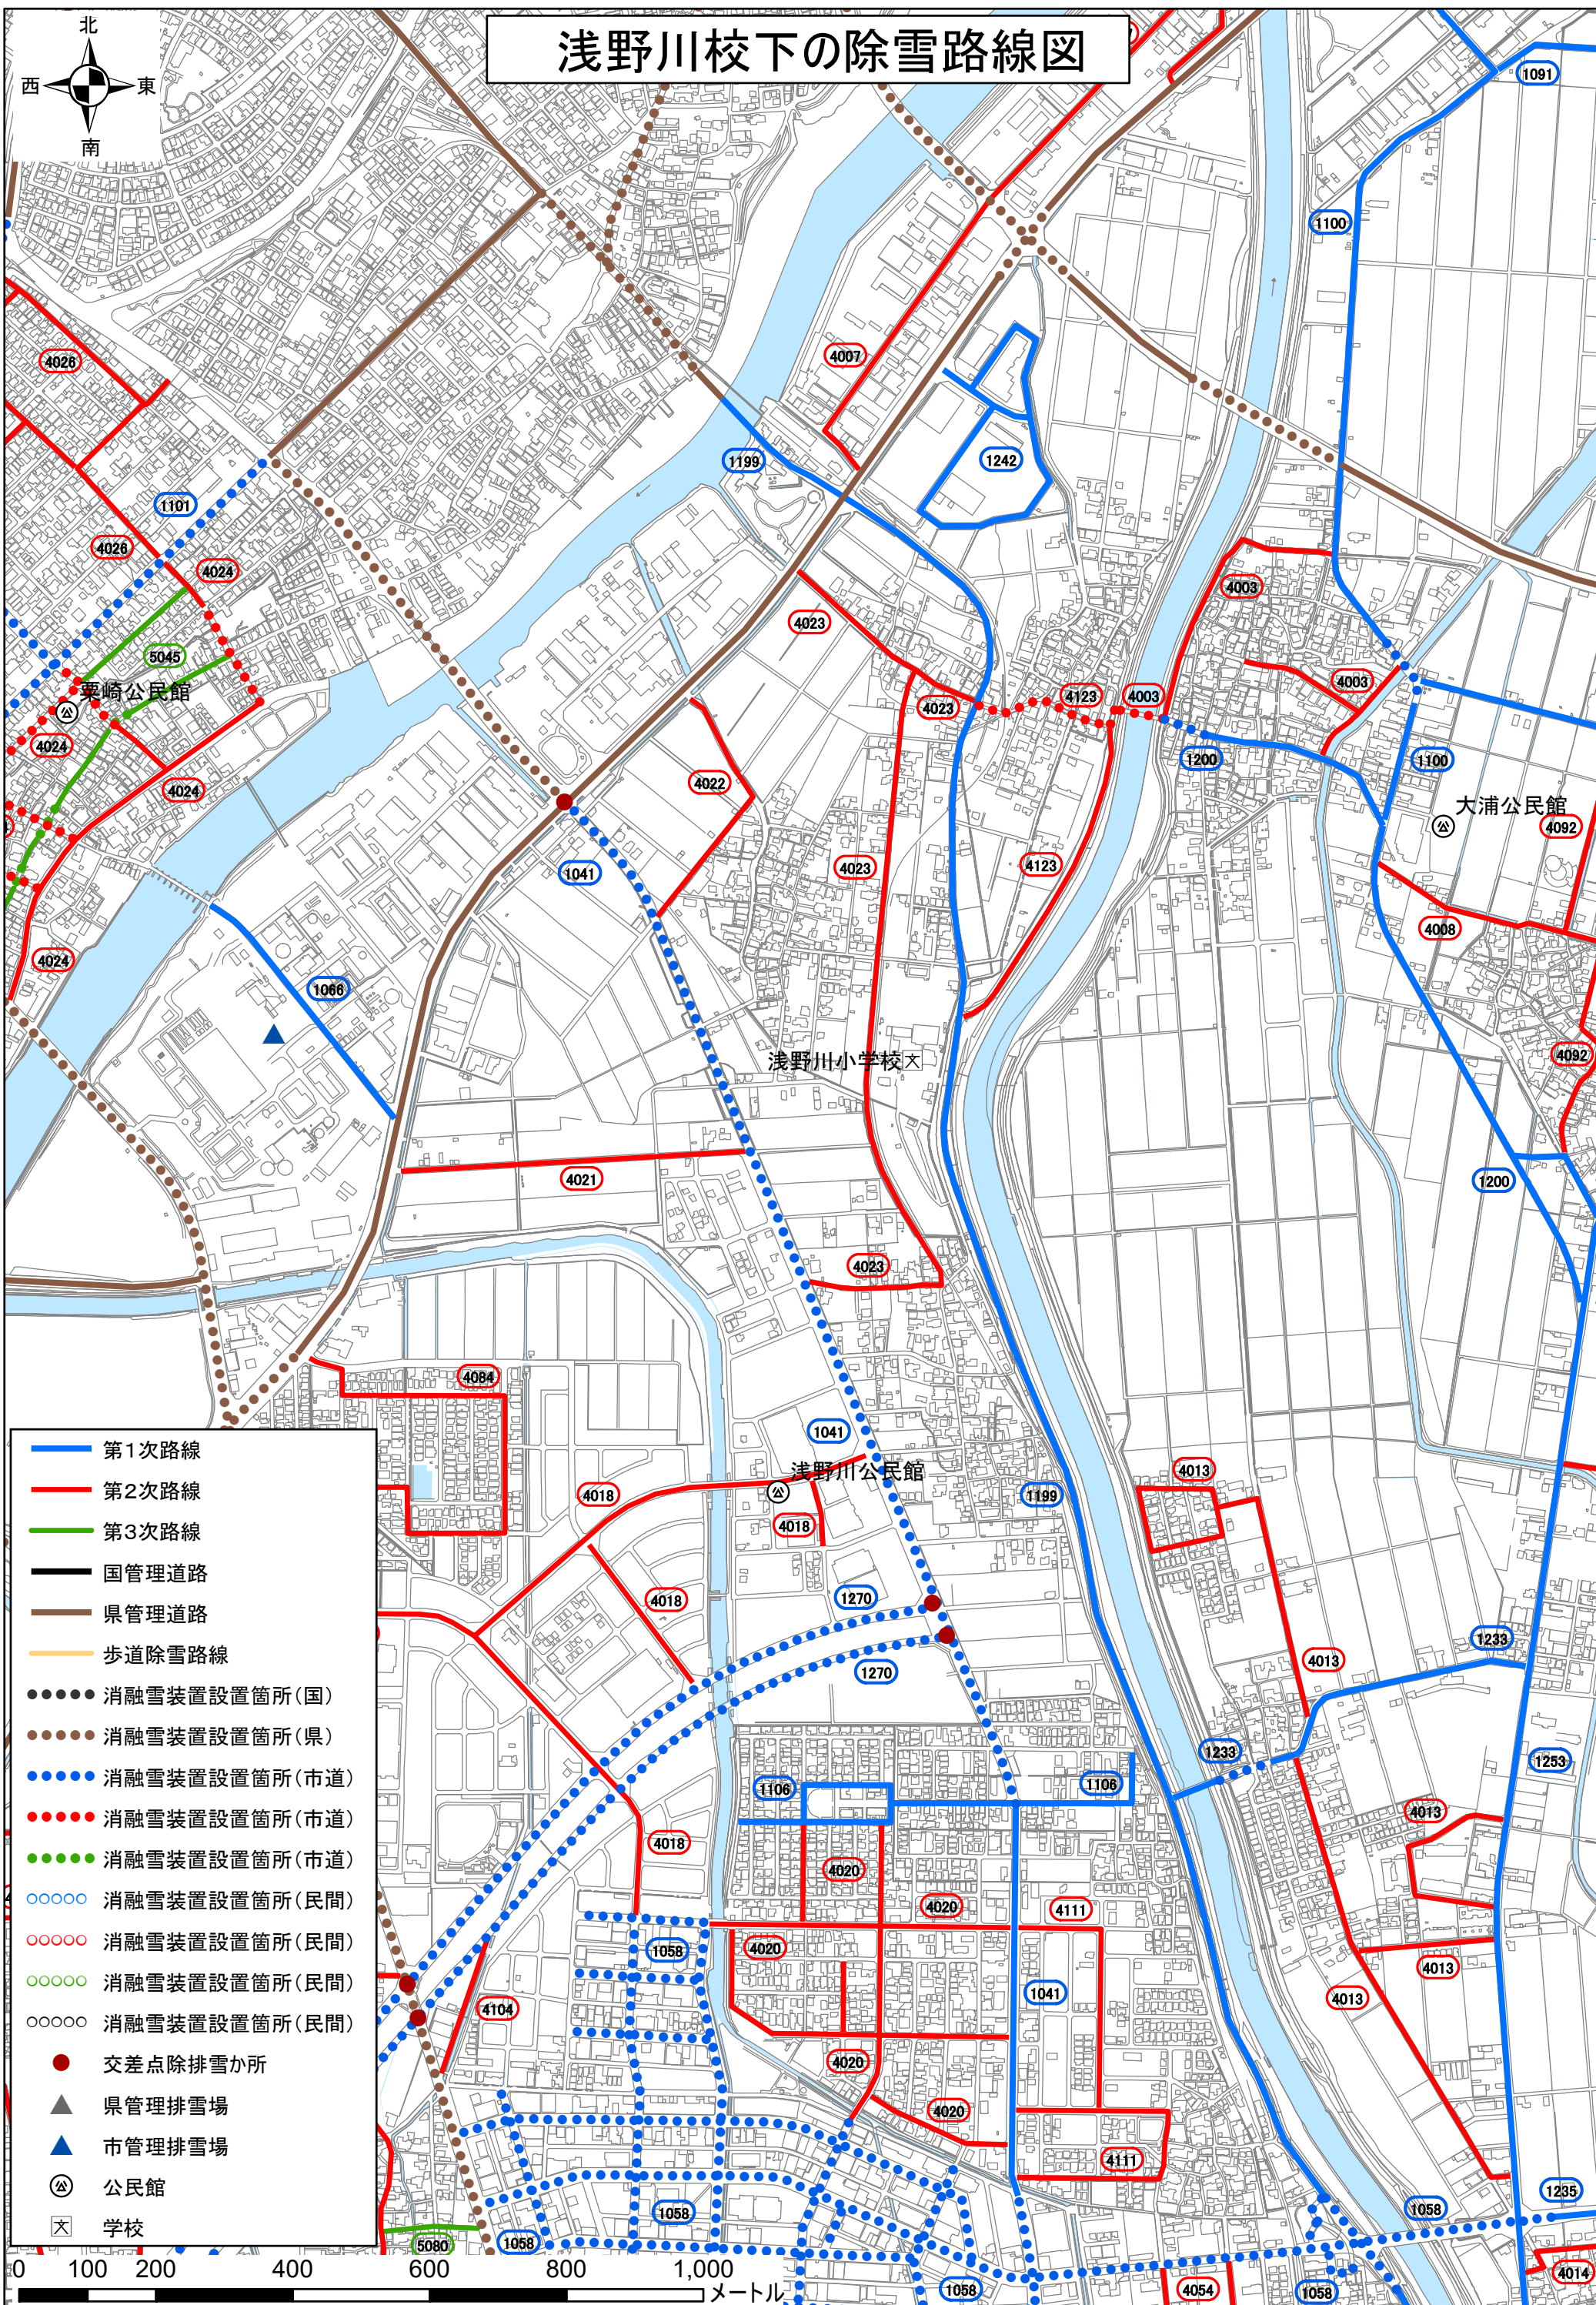 浅野川校下の除雪路線図
北
西
東
南
1091
1100
4026
4007
1199
1242
1101
4026
4024
4003
4023
5045
粟崎公民館
4003
4123
4003
4023
4024
1200
1100
4022
4024
大浦公民館
4092
1041
4023
4123
4008
4024
1066
浅野川小学校
文
4092
4021
1200
4023
4084
1041
浅野川公民館
4013
4018
1199
4018
1270
4018
1233
4013
1270
1233
1253
1106
1106
4013
4018
4020
4020
4111
4020
1058
4013
1041
4013
4104
4020
4020
4111
1235
1058
1058
5080
1058
1058
4054
1058
4014
第1次路線
第2次路線
第3次路線
国管理道路
県管理道路
歩道除雪路線
消融雪装置設置箇所(国)
消融雪装置設置箇所(県)
消融雪装置設置箇所(市道)
消融雪装置設置箇所(市道)
消融雪装置設置箇所(市道)
消融雪装置設置箇所(民間)
消融雪装置設置箇所(民間)
消融雪装置設置箇所(民間)
消融雪装置設置箇所(民間)
交差点除排雪か所
県管理排雪場
市管理排雪場
公民館
文 学校
0 100 200 400 600 800 1,000
メートル